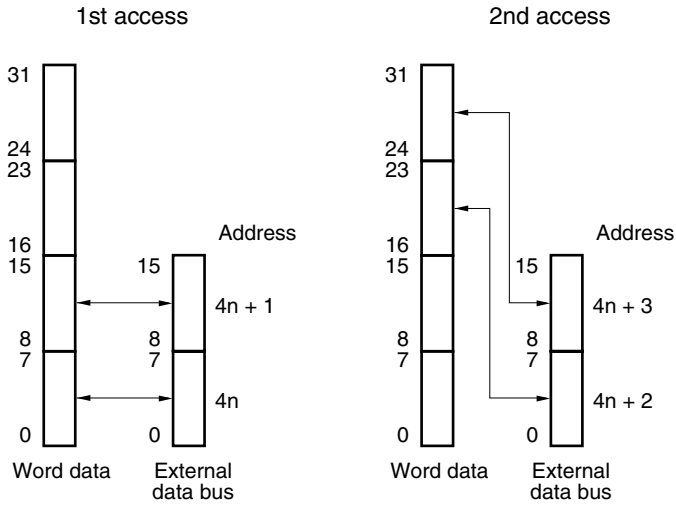 1st access
31
24
23
16
15
8
7
0
Word data
Address
15
4n + 1
8
7
4n
0
External
data bus
2nd access
31
24
23
16
15
8
7
0
Word data
Address
15
4n + 3
8
7
4n + 2
0
External
data bus